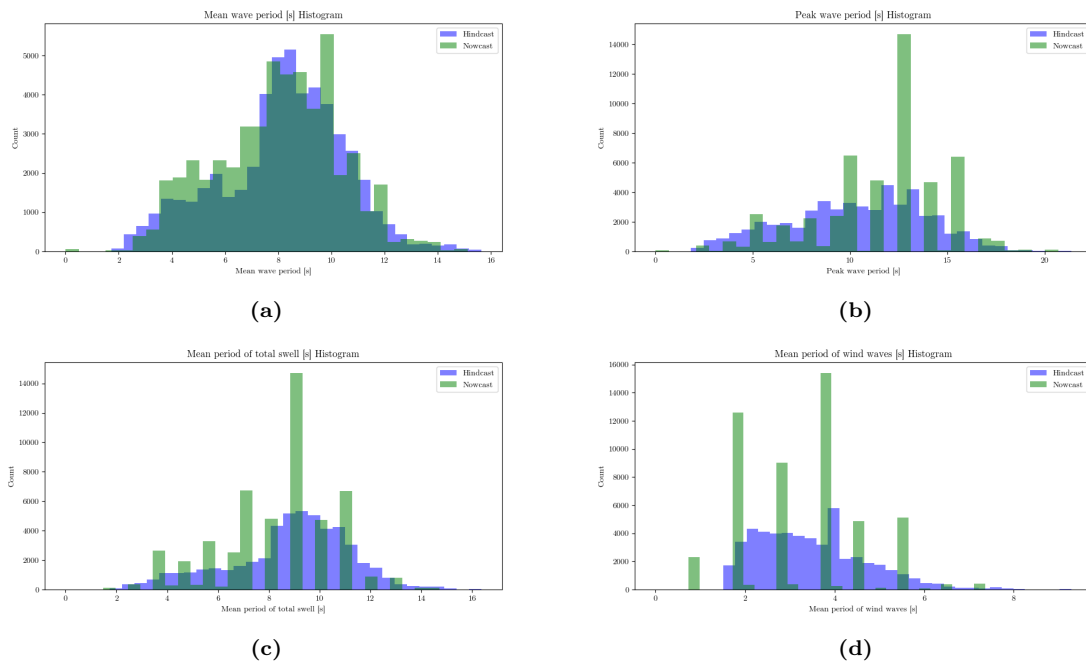 Mean wave period [s] Histogram
Hindcast
Nowcast
Count
5000
4000
3000
2000
1000
0
0 2 4 6 8 10 12 14 16
Mean wave period [s]
(a)
Peak wave period [s] Histogram
Hindcast
Nowcast
Count
14000
12000
10000
8000
6000
4000
2000
0
0 5 10 15 20
Peak wave period [s]
(b)
Mean period of total swell [s] Histogram
Hindcast
Nowcast
Count
14000
12000
10000
8000
6000
4000
2000
0
0 2 4 6 8 10 12 14 16
Mean period of total swell [s]
(c)
Mean period of wind waves [s] Histogram
Hindcast
Nowcast
Count
16000
14000
12000
10000
8000
6000
4000
2000
0
0 2 4 6 8
Mean period of wind waves [s]
(d)